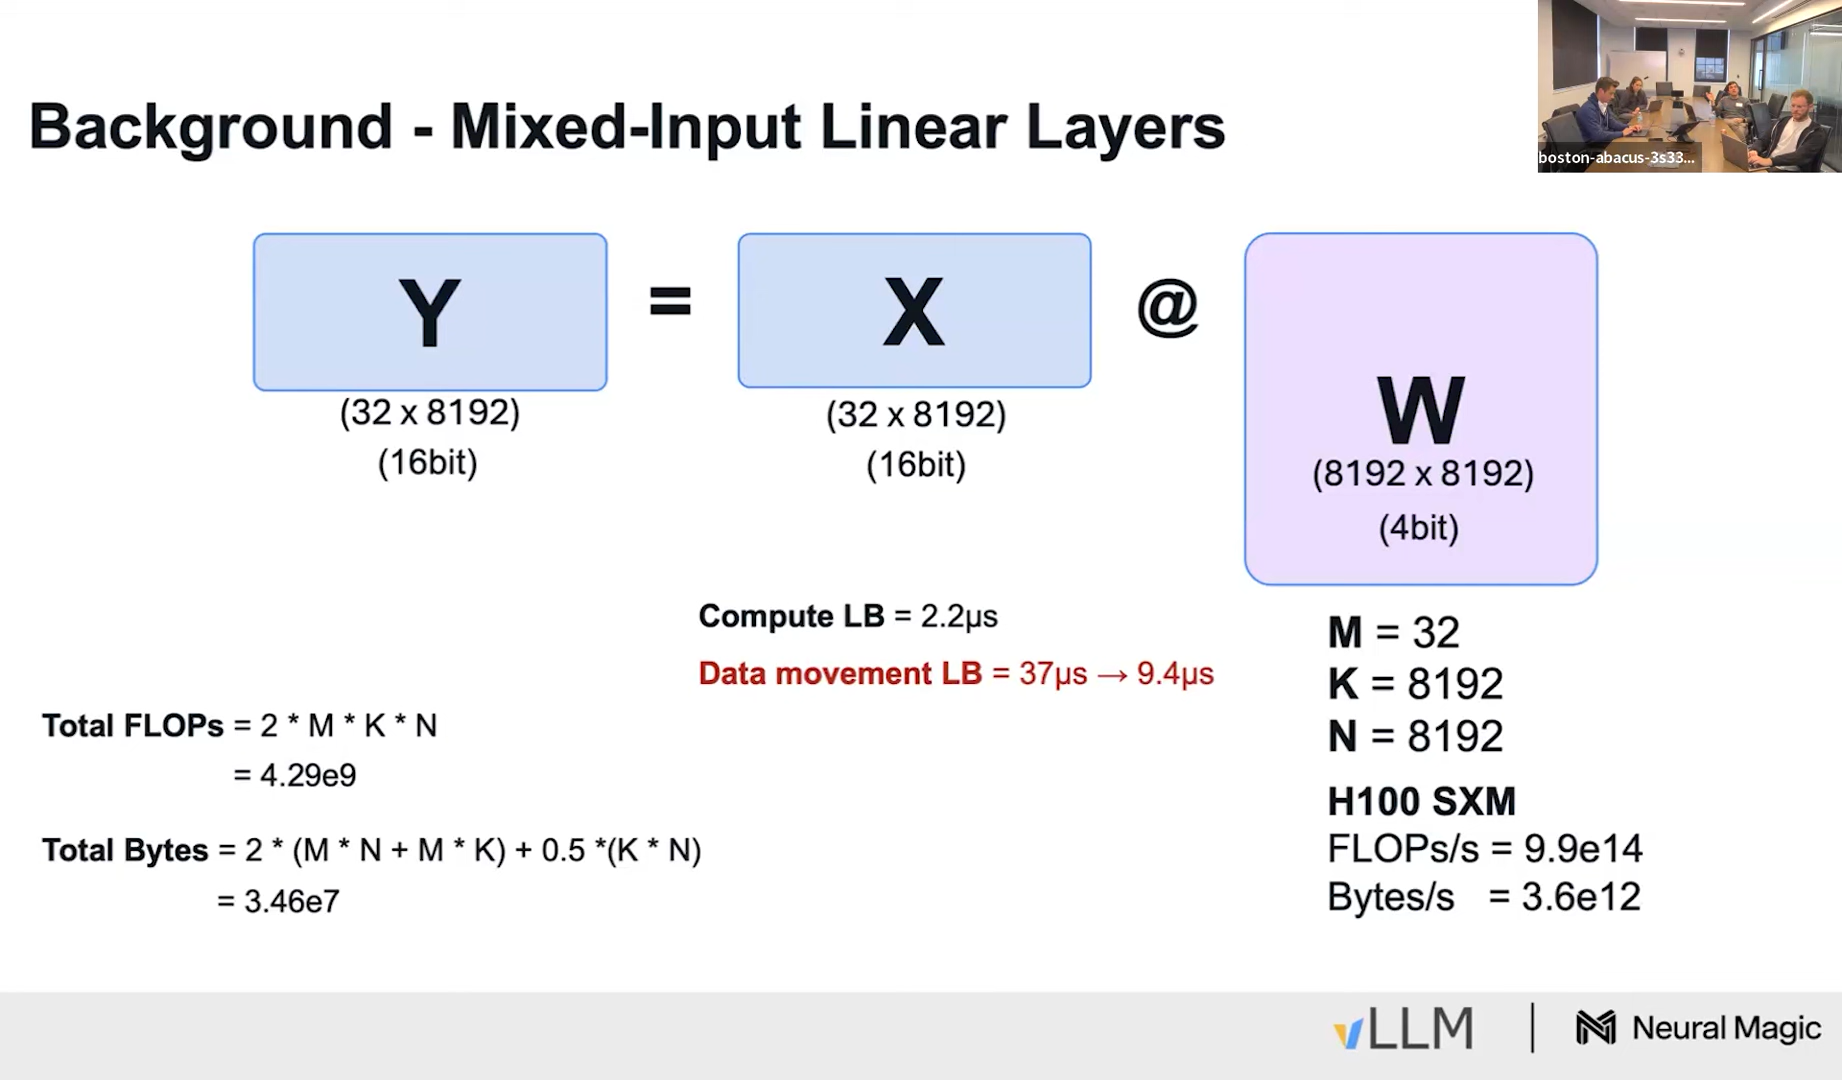 boston-abacus-3s33...
Background - Mixed-Input Linear Layers
Y = X @ W
(32 x 8192)
(16bit)
(32 x 8192)
(16bit)
(8192 x 8192)
(4bit)
Compute LB = 2.2µs
Data movement LB = 37µs → 9.4µs
Total FLOPs = 2 * M * K * N
= 4.29e9
Total Bytes = 2 * (M * N + M * K) + 0.5 *(K * N)
= 3.46e7
M = 32
K = 8192
N = 8192
H100 SXM
FLOPs/s = 9.9e14
Bytes/s = 3.6e12
vLLM | Neural Magic